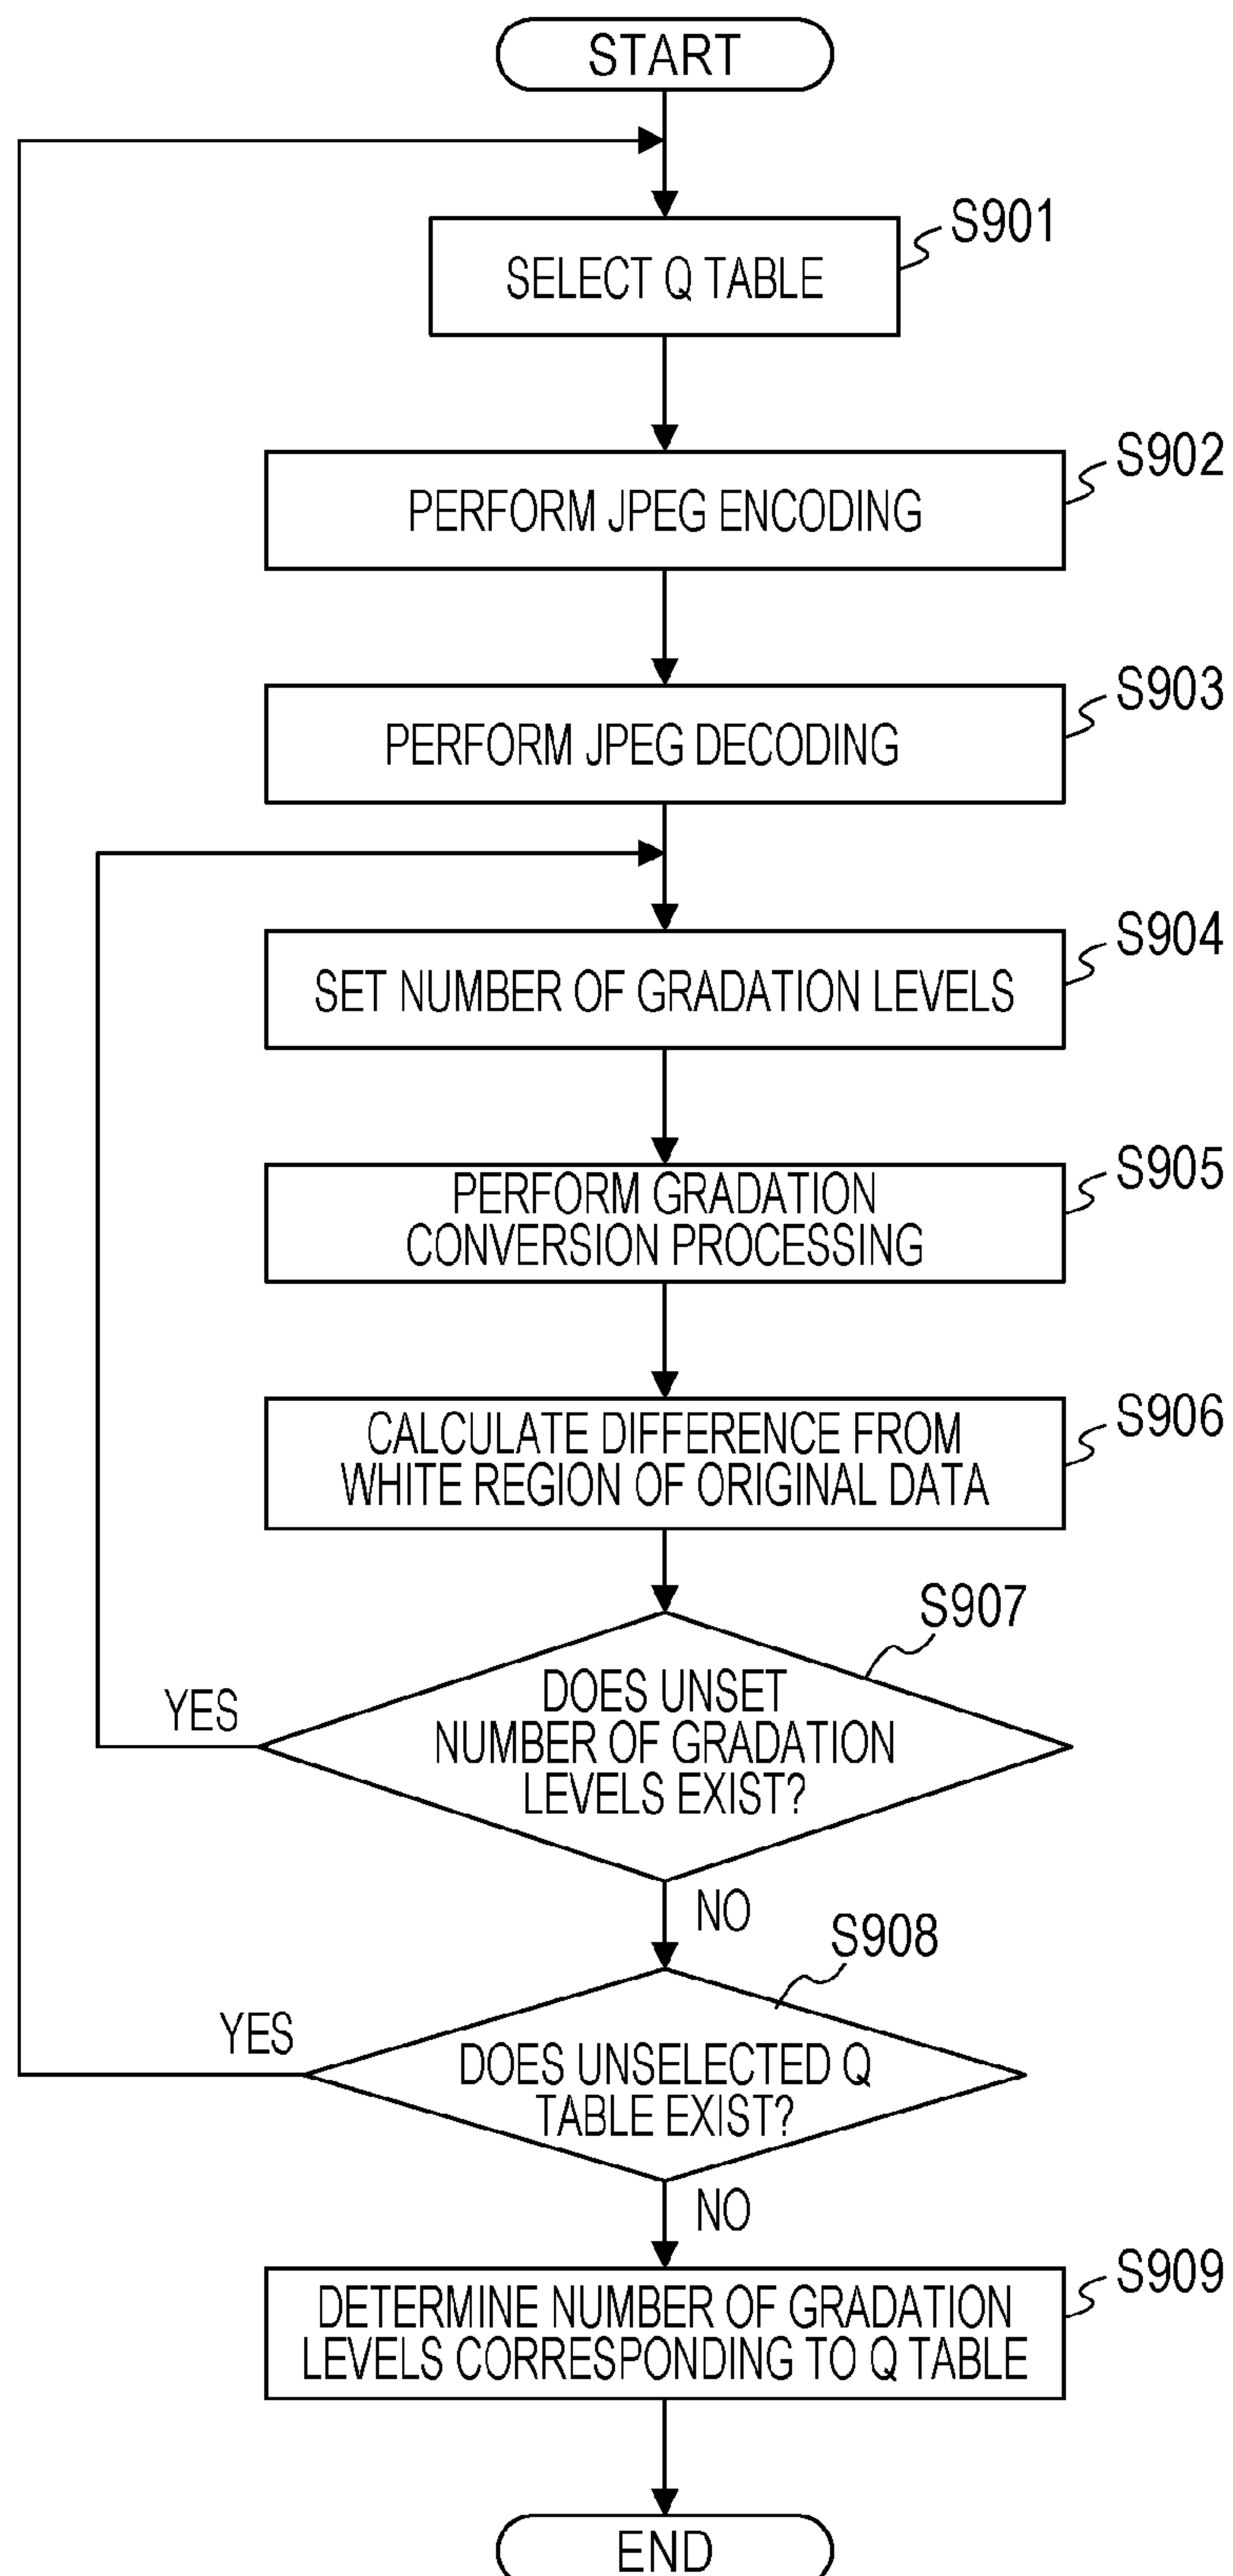 START
S901
SELECT Q TABLE
S902
PERFORM JPEG ENCODING
S903
PERFORM JPEG DECODING
S904
SET NUMBER OF GRADATION LEVELS
S905
PERFORM GRADATION
CONVERSION PROCESSING
S906
CALCULATE DIFFERENCE FROM
WHITE REGION OF ORIGINAL DATA
S907
DOES UNSET
NUMBER OF GRADATION
LEVELS EXIST?
YES
NO
S908
DOES UNSELECTED Q
TABLE EXIST?
YES
NO
S909
DETERMINE NUMBER OF GRADATION
LEVELS CORRESPONDING TO Q TABLE
END